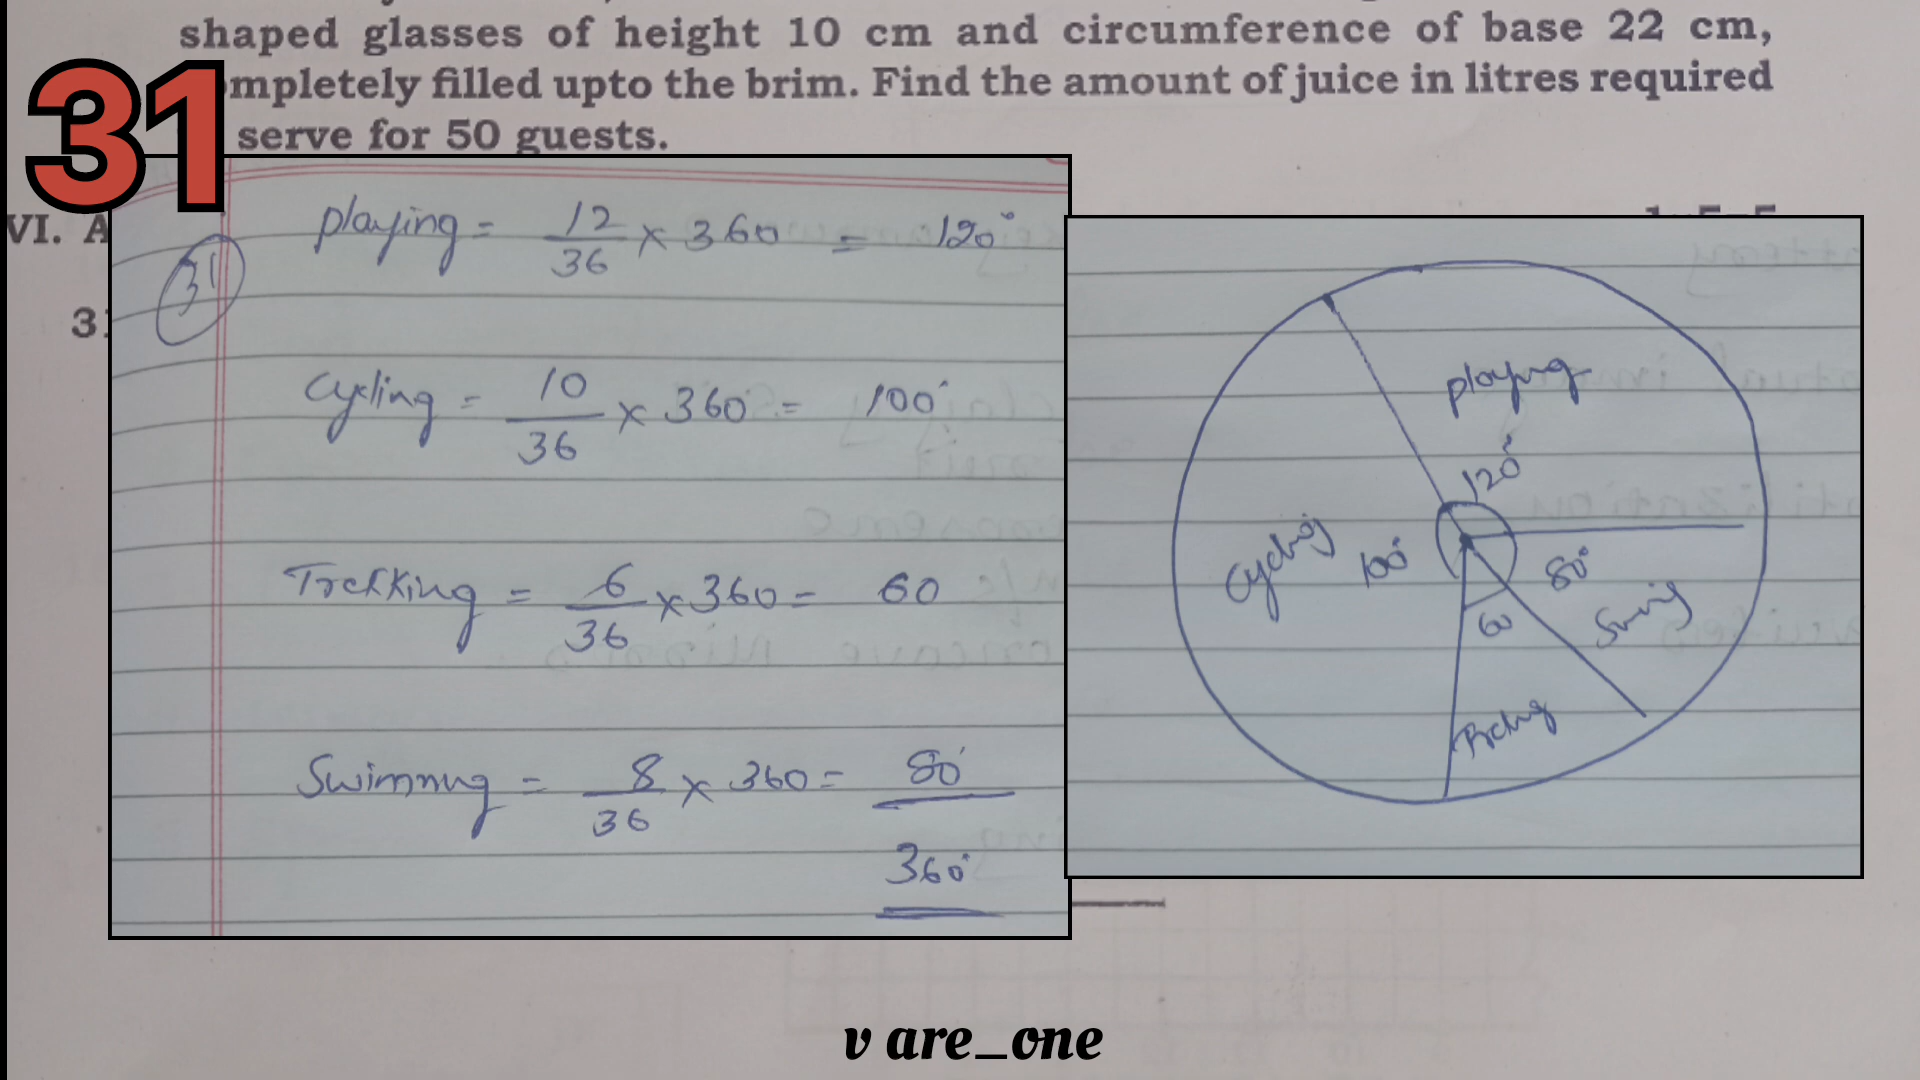 shaped glasses of height 10 cm and circumference of base 22 cm,
ompletely filled upto the brim. Find the amount of juice in litres required
serve for 50 guests.
31
VI. A
31
3
playing = 12/36 × 360 = 120°
Cycling = 10/36 × 360° = 100°
Trekking = 6/36 × 360 = 60
Swimming = 8/36 × 360 = 80°
360°
playing
120°
Cycling 100°
80°
60
v are_one